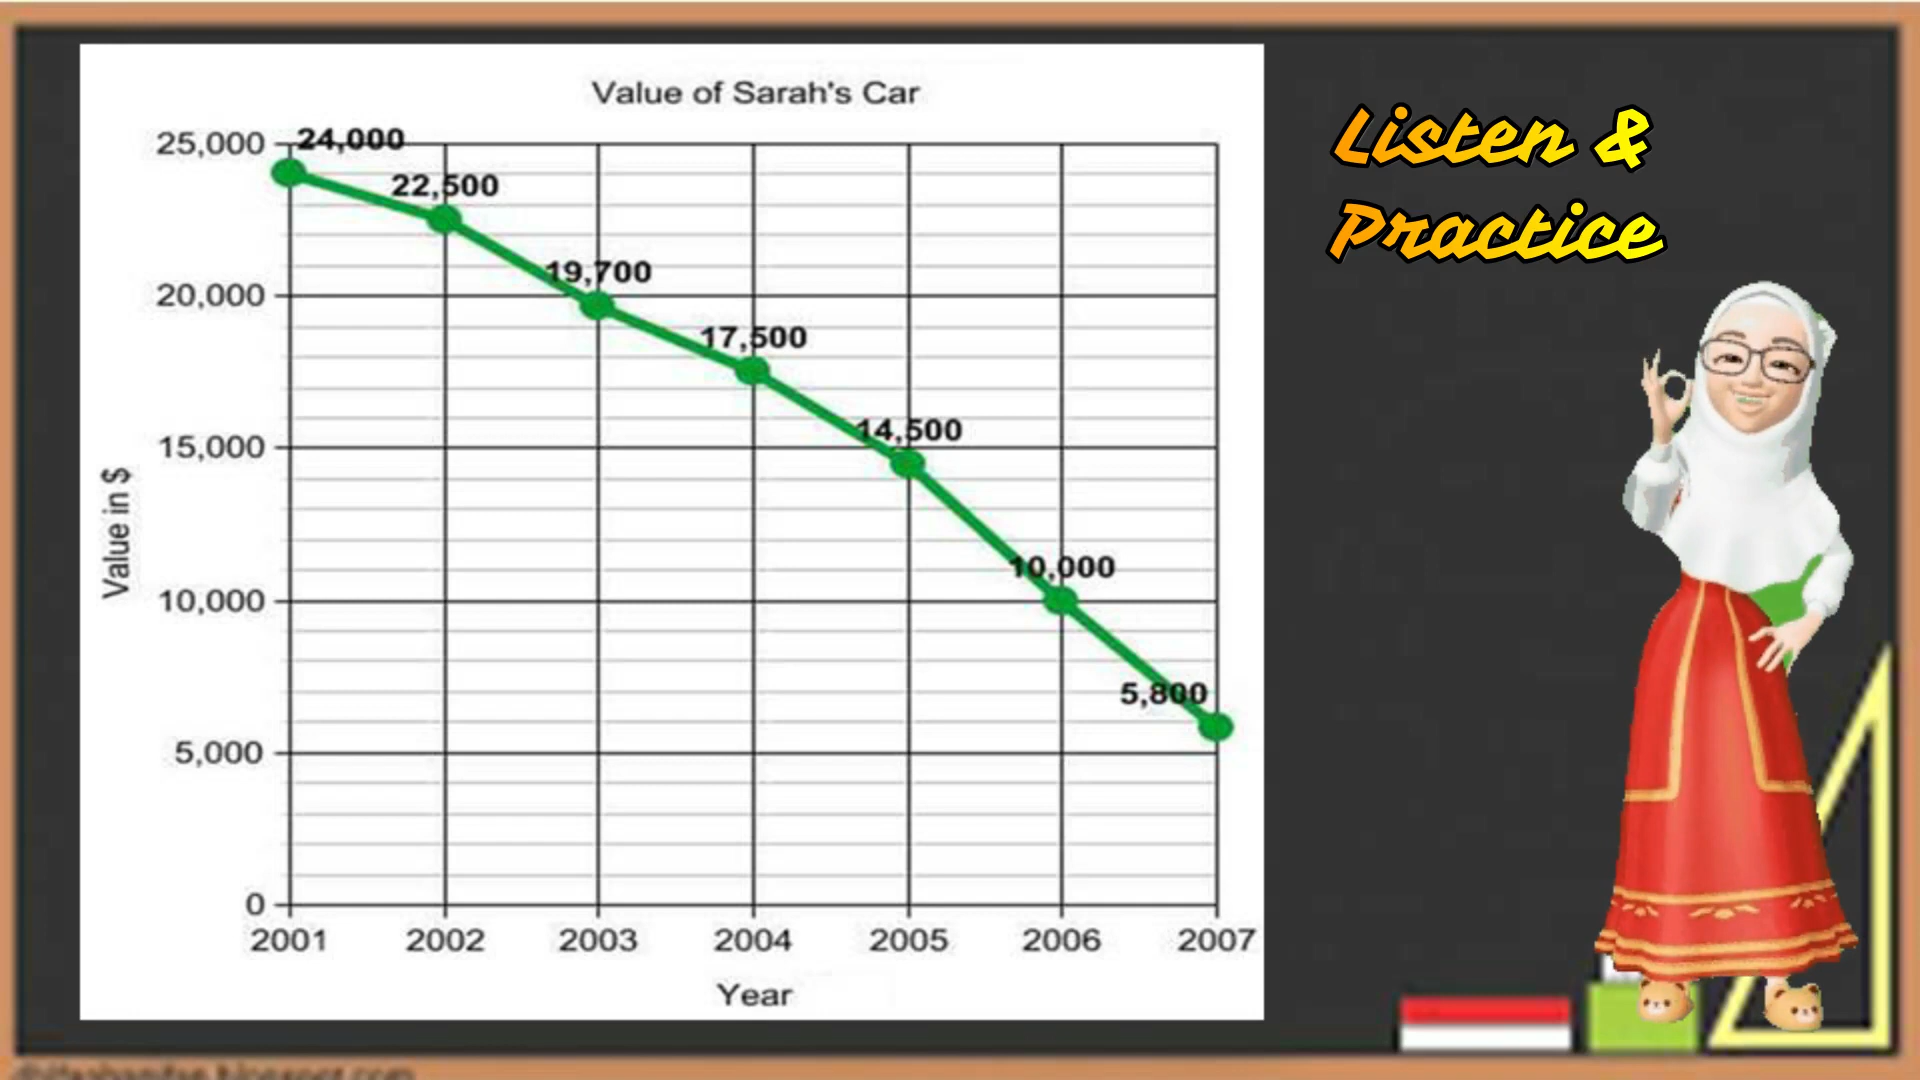 Value of Sarah's Car
Listen &
Practice
25,000
24,000
22,500
19,700
20,000
17,500
14,500
15,000
Value in $
10,000
10,000
5,800
5,000
0
2001 2002 2003 2004 2005 2006 2007
Year